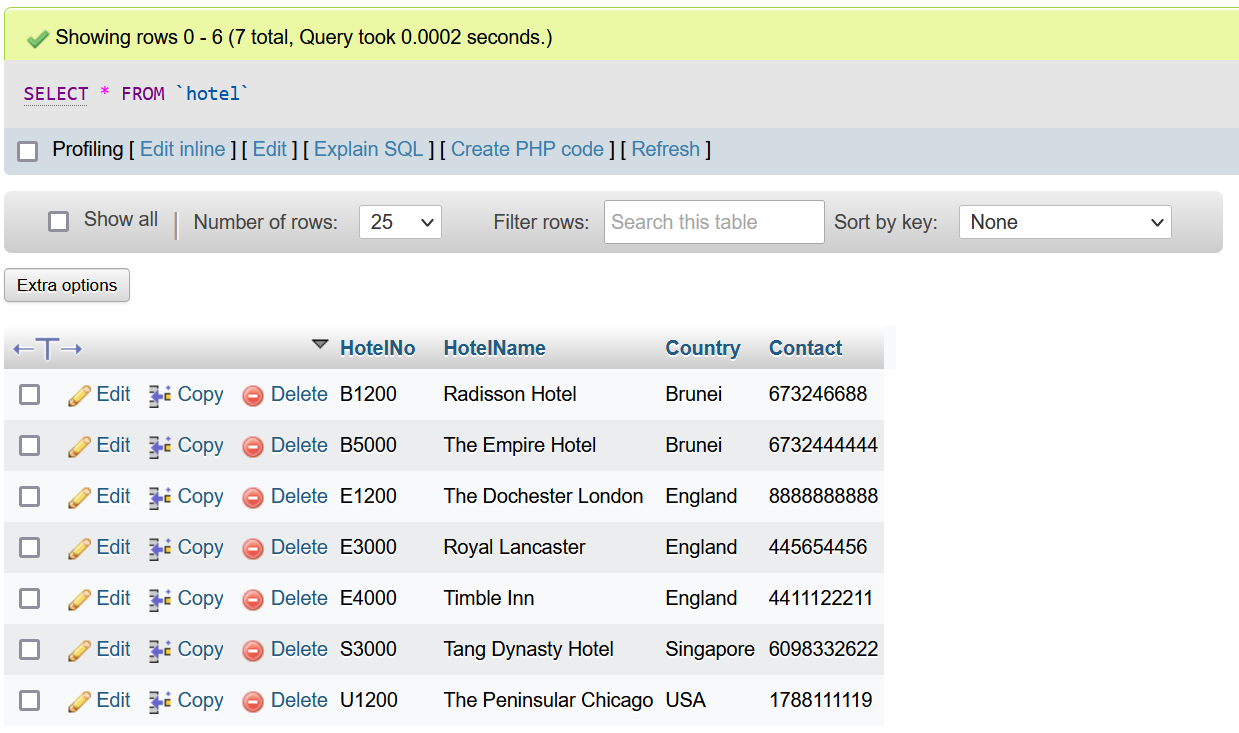 Showing rows 0 - 6 (7 total, Query took 0.0002 seconds.)
SELECT * FROM `hotel`
Profiling [ Edit inline ] [ Edit ] [ Explain SQL ] [ Create PHP code ] [ Refresh ]
Show all | Number of rows: 25 Filter rows: Search this table Sort by key: None
Extra options
HotelNo HotelName Country Contact
Edit Copy Delete B1200 Radisson Hotel Brunei 673246688
Edit Copy Delete B5000 The Empire Hotel Brunei 6732444444
Edit Copy Delete E1200 The Dochester London England 8888888888
Edit Copy Delete E3000 Royal Lancaster England 445654456
Edit Copy Delete E4000 Timble Inn England 4411122211
Edit Copy Delete S3000 Tang Dynasty Hotel Singapore 6098332622
Edit Copy Delete U1200 The Peninsular Chicago USA 1788111119